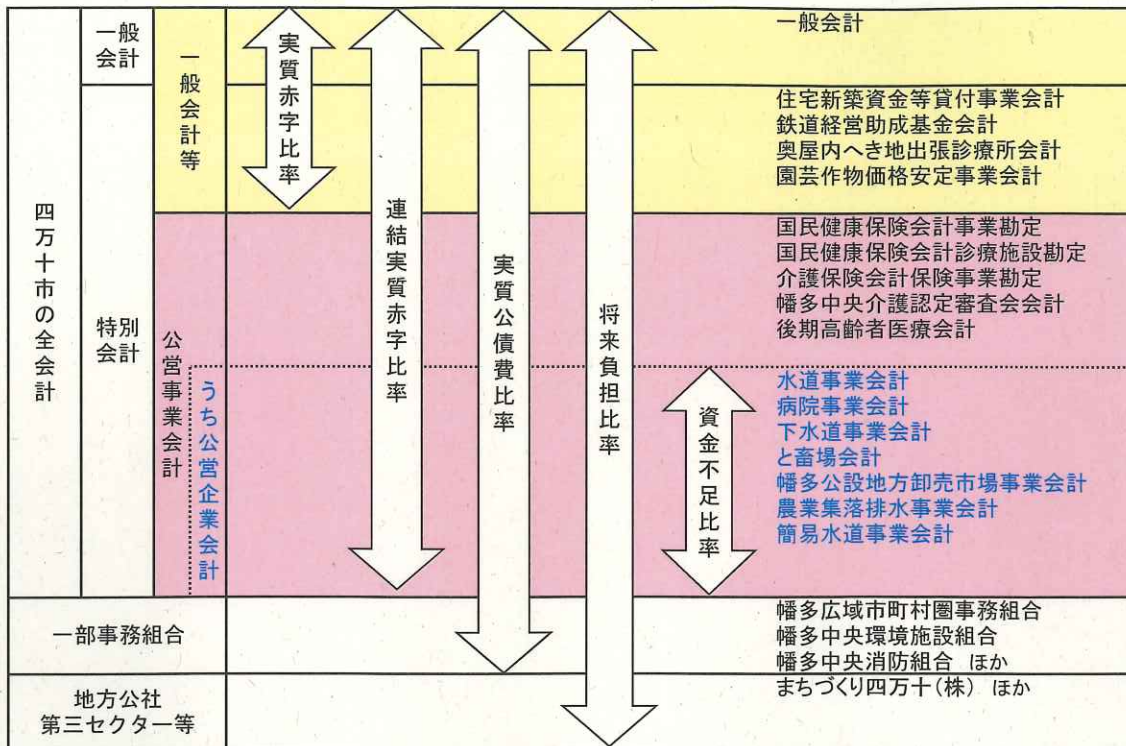 四万十市の全会計
一般
会計
特別
会計
一般会計等
公営事業会計
うち公営企業会計
実質赤字比率
連結実質赤字比率
実質公債費比率
将来負担比率
資金不足比率
一般会計
住宅新築資金等貸付事業会計
鉄道経営助成基金会計
奥屋内へき地出張診療所会計
園芸作物価格安定事業会計
国民健康保険会計事業勘定
国民健康保険会計診療施設勘定
介護保険会計保険事業勘定
幡多中央介護認定審査会会計
後期高齢者医療会計
水道事業会計
病院事業会計
下水道事業会計
と畜場会計
幡多公設地方卸売市場事業会計
農業集落排水事業会計
簡易水道事業会計
一部事務組合
幡多広域市町村圏事務組合
幡多中央環境施設組合
幡多中央消防組合 ほか
地方公社
第三セクター等
まちづくり四万十(株) ほか